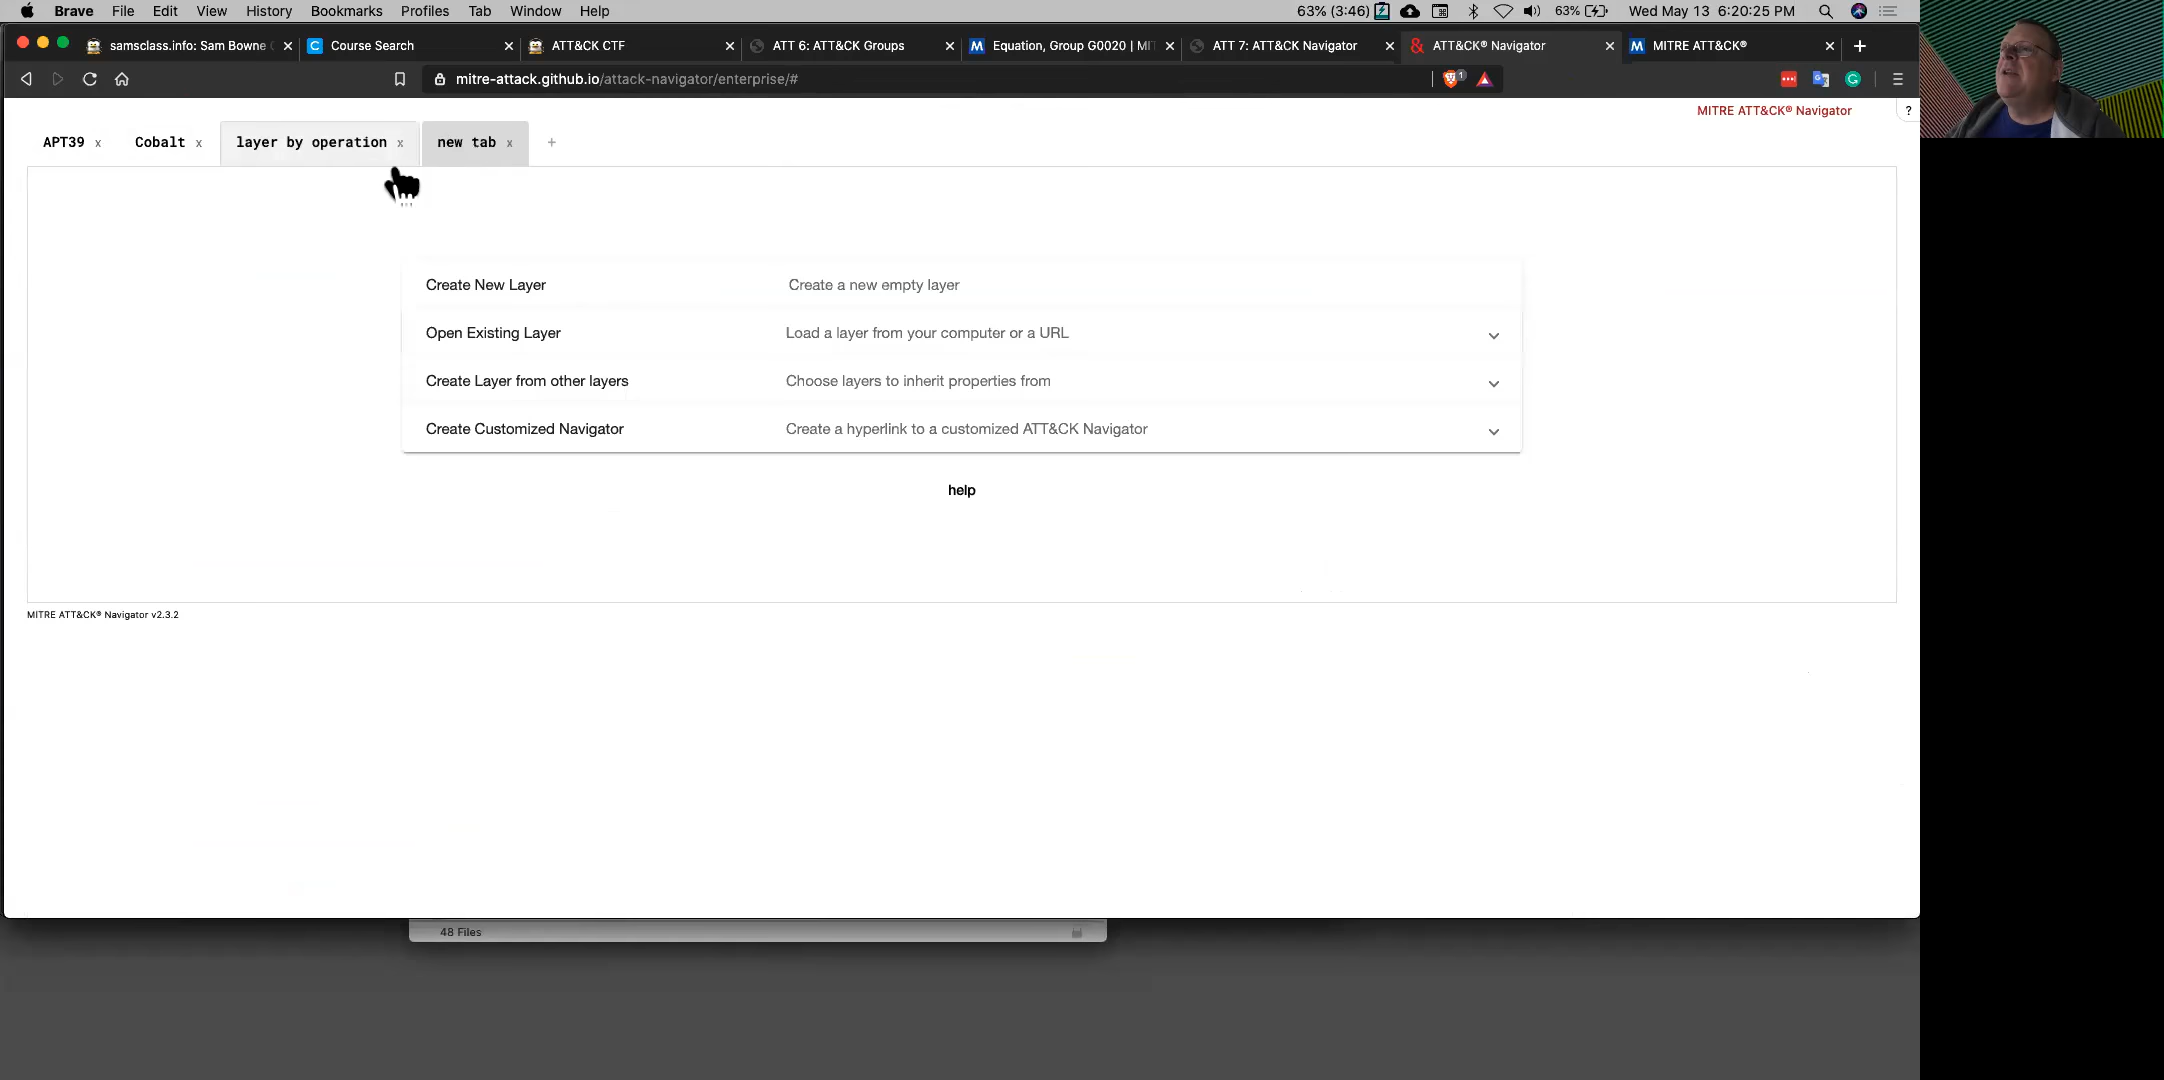 Brave File Edit View History Bookmarks Profiles Tab Window Help 63% (3:46) 63% Wed May 13 6:20:25 PM
samsclass.info: Sam Bowne Course Search ATT&CK CTF ATT 6: ATT&CK Groups Equation, Group G0020 | MIT ATT 7: ATT&CK Navigator ATT&CK® Navigator MITRE ATT&CK®
mitre-attack.github.io/attack-navigator/enterprise/# 1
MITRE ATT&CK® Navigator ?
APT39 x Cobalt x layer by operation x new tab x +
Create New Layer Create a new empty layer
Open Existing Layer Load a layer from your computer or a URL
Create Layer from other layers Choose layers to inherit properties from
Create Customized Navigator Create a hyperlink to a customized ATT&CK Navigator
help
MITRE ATT&CK® Navigator v2.3.2
48 Files